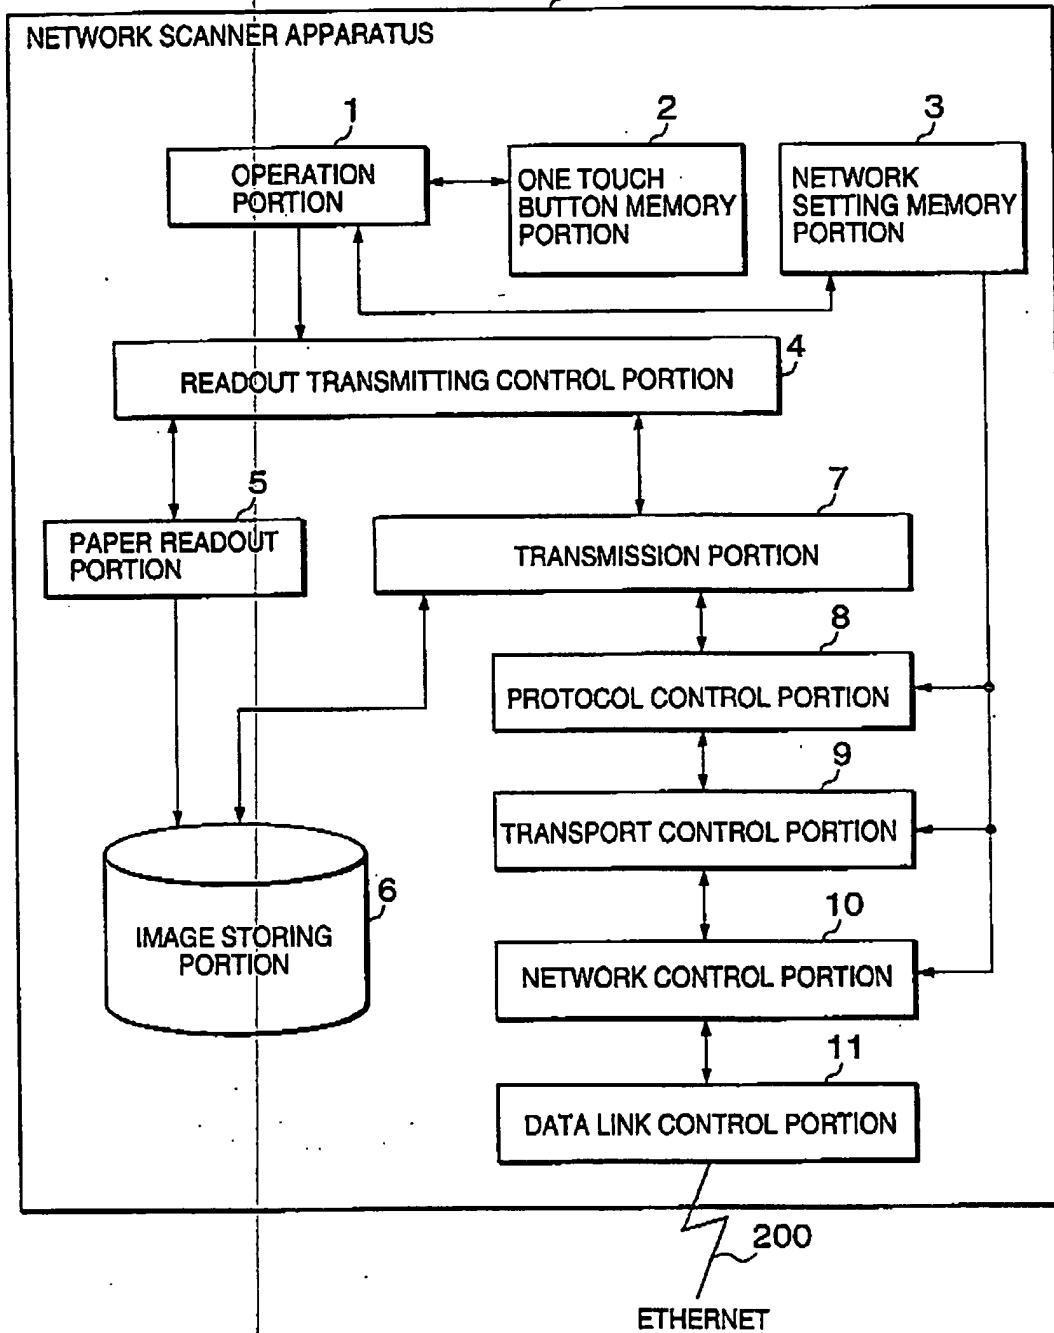 NETWORK SCANNER APPARATUS
1
OPERATION
PORTION
2
ONE TOUCH
BUTTON MEMORY
PORTION
3
NETWORK
SETTING MEMORY
PORTION
4
READOUT TRANSMITTING CONTROL PORTION
5
PAPER READOUT
PORTION
7
TRANSMISSION PORTION
8
PROTOCOL CONTROL PORTION
9
TRANSPORT CONTROL PORTION
6
IMAGE STORING
PORTION
10
NETWORK CONTROL PORTION
11
DATA LINK CONTROL PORTION
200
ETHERNET